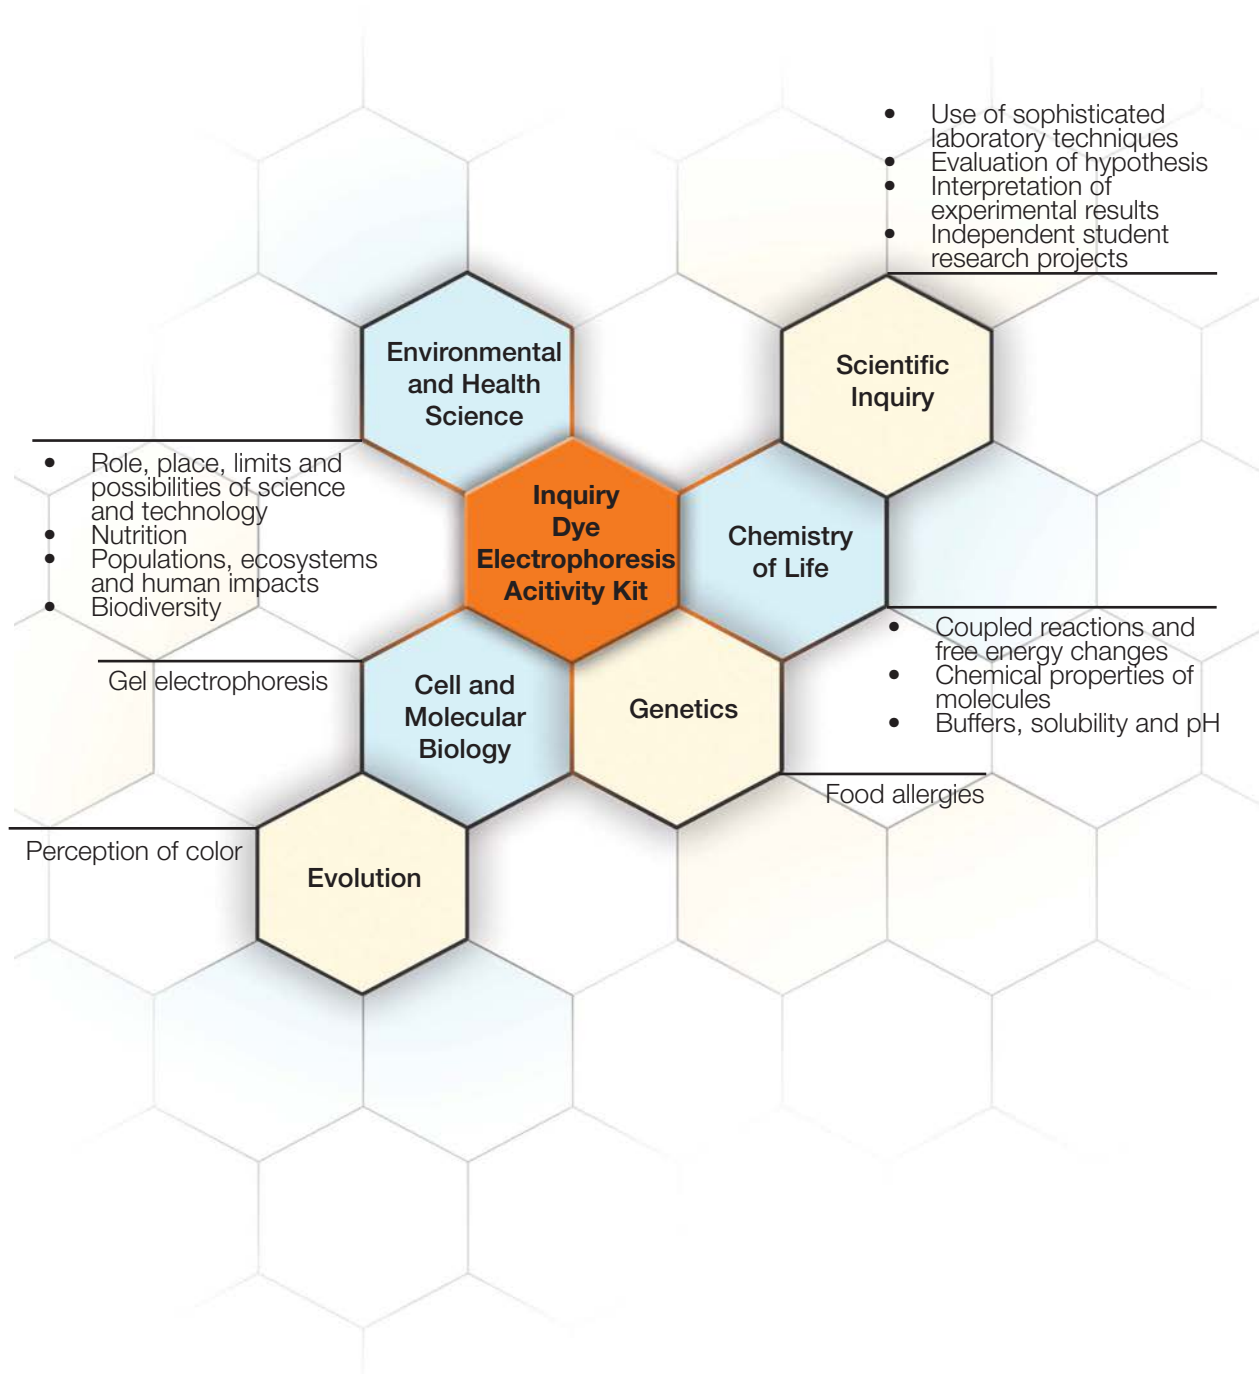 • Use of sophisticated
laboratory techniques
• Evaluation of hypothesis
• Interpretation of
experimental results
• Independent student
research projects
Environmental
and Health
Science
Scientific
Inquiry
• Role, place, limits and
possibilities of science
and technology
• Nutrition
• Populations, ecosystems
and human impacts
• Biodiversity
Inquiry
Dye
Electrophoresis
Acitivity Kit
Chemistry
of Life
• Coupled reactions and
free energy changes
• Chemical properties of
molecules
• Buffers, solubility and pH
Gel electrophoresis
Cell and
Molecular
Biology
Genetics
Food allergies
Perception of color
Evolution